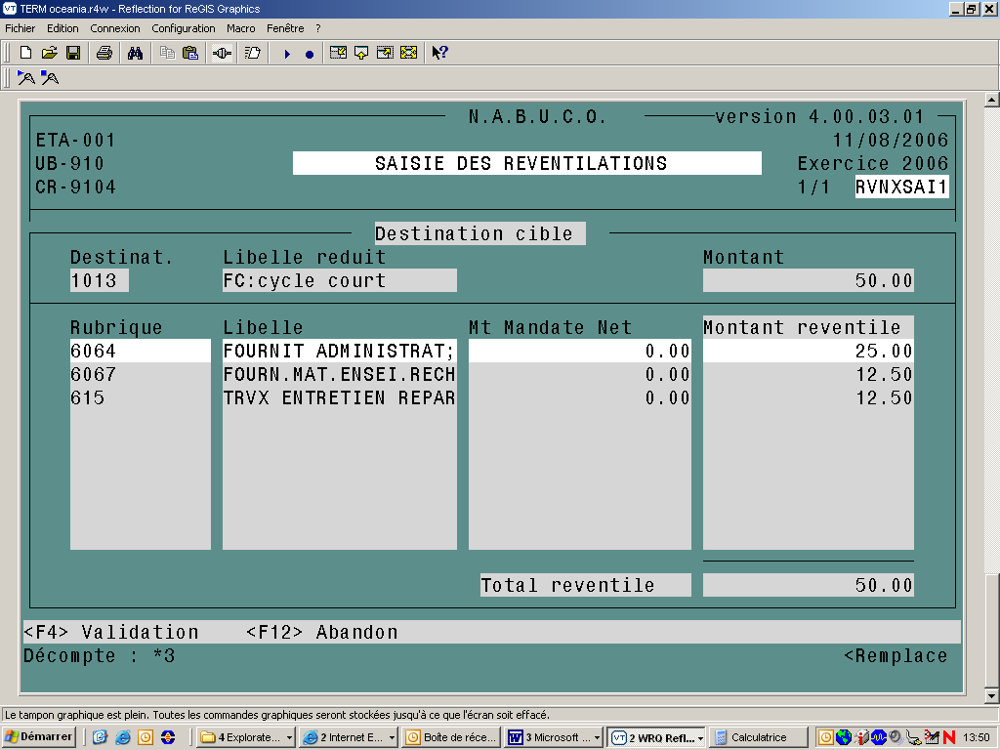 TERM oceania.r4w - Reflection for ReGIS Graphics
Fichier Edition Connexion Configuration Macro Fenêtre ?
N.A.B.U.C.O. version 4.00.03.01
ETA-001 11/08/2006
UB-910 SAISIE DES REVENTILATIONS Exercice 2006
CR-9104 1/1 RVNXSAI1
Destination cible
Destinat. Libelle reduit Montant
1013 FC:cycle court 50.00
Rubrique Libelle Mt Mandate Net Montant reventile
6064 FOURNIT ADMINISTRAT; 0.00 25.00
6067 FOURN.MAT.ENSEI.RECH 0.00 12.50
615 TRVX ENTRETIEN REPAR 0.00 12.50
Total reventile 50.00
<F4> Validation <F12> Abandon
Décompte : *3 <Remplace
Le tampon graphique est plein. Toutes les commandes graphiques seront stockées jusqu'à ce que l'écran soit effacé.
Démarrer 4 Explorate... 2 Internet E... Boîte de réce... 3 Microsoft ... 2 WRQ Refl... Calculatrice 13:50